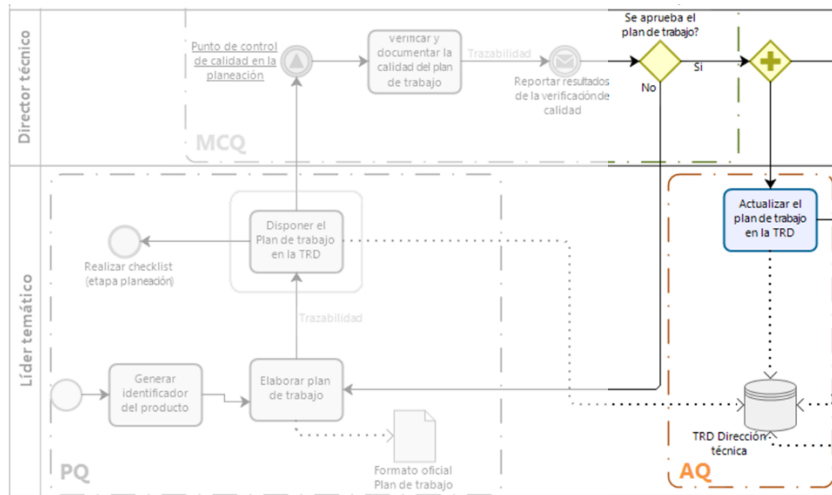 Director técnico
Punto de control
de calidad en la
planeación
verificar y
documentar la
calidad del plan
de trabajo
Trazabilidad
Reportar resultados
de la verificación de
calidad
Se aprueba el
plan de trabajo?
Si
No
MCQ
Líder temático
Disponer el
Plan de trabajo
en la TRD
Realizar checklist
(etapa planeación)
Trazabilidad
Generar
identificador
del producto
Elaborar plan
de trabajo
Formato oficial
Plan de trabajo
PQ
Actualizar el
plan de trabajo
en la TRD
TRD Dirección
técnica
AQ